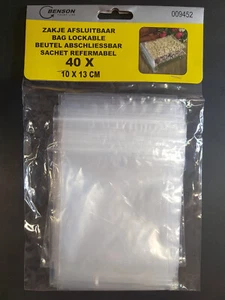 BENSON
009452
ZAKJE AFSLUITBAAR
BAG LOCKABLE
BEUTEL ABSCHLIESSBAR
SACHET REFERMABEL
40 X
10 X 13 CM